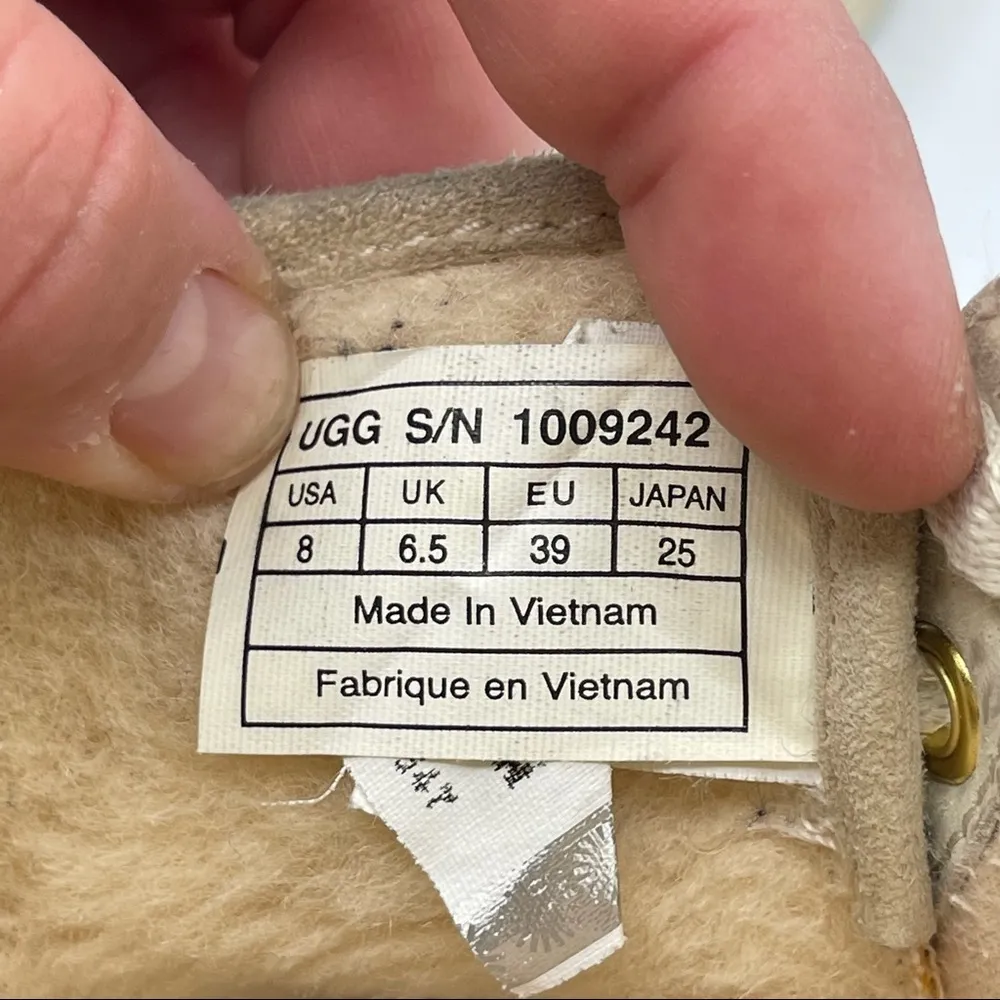 UGG S/N 1009242
USA UK EU JAPAN
8 6.5 39 25
Made In Vietnam
Fabrique en Vietnam